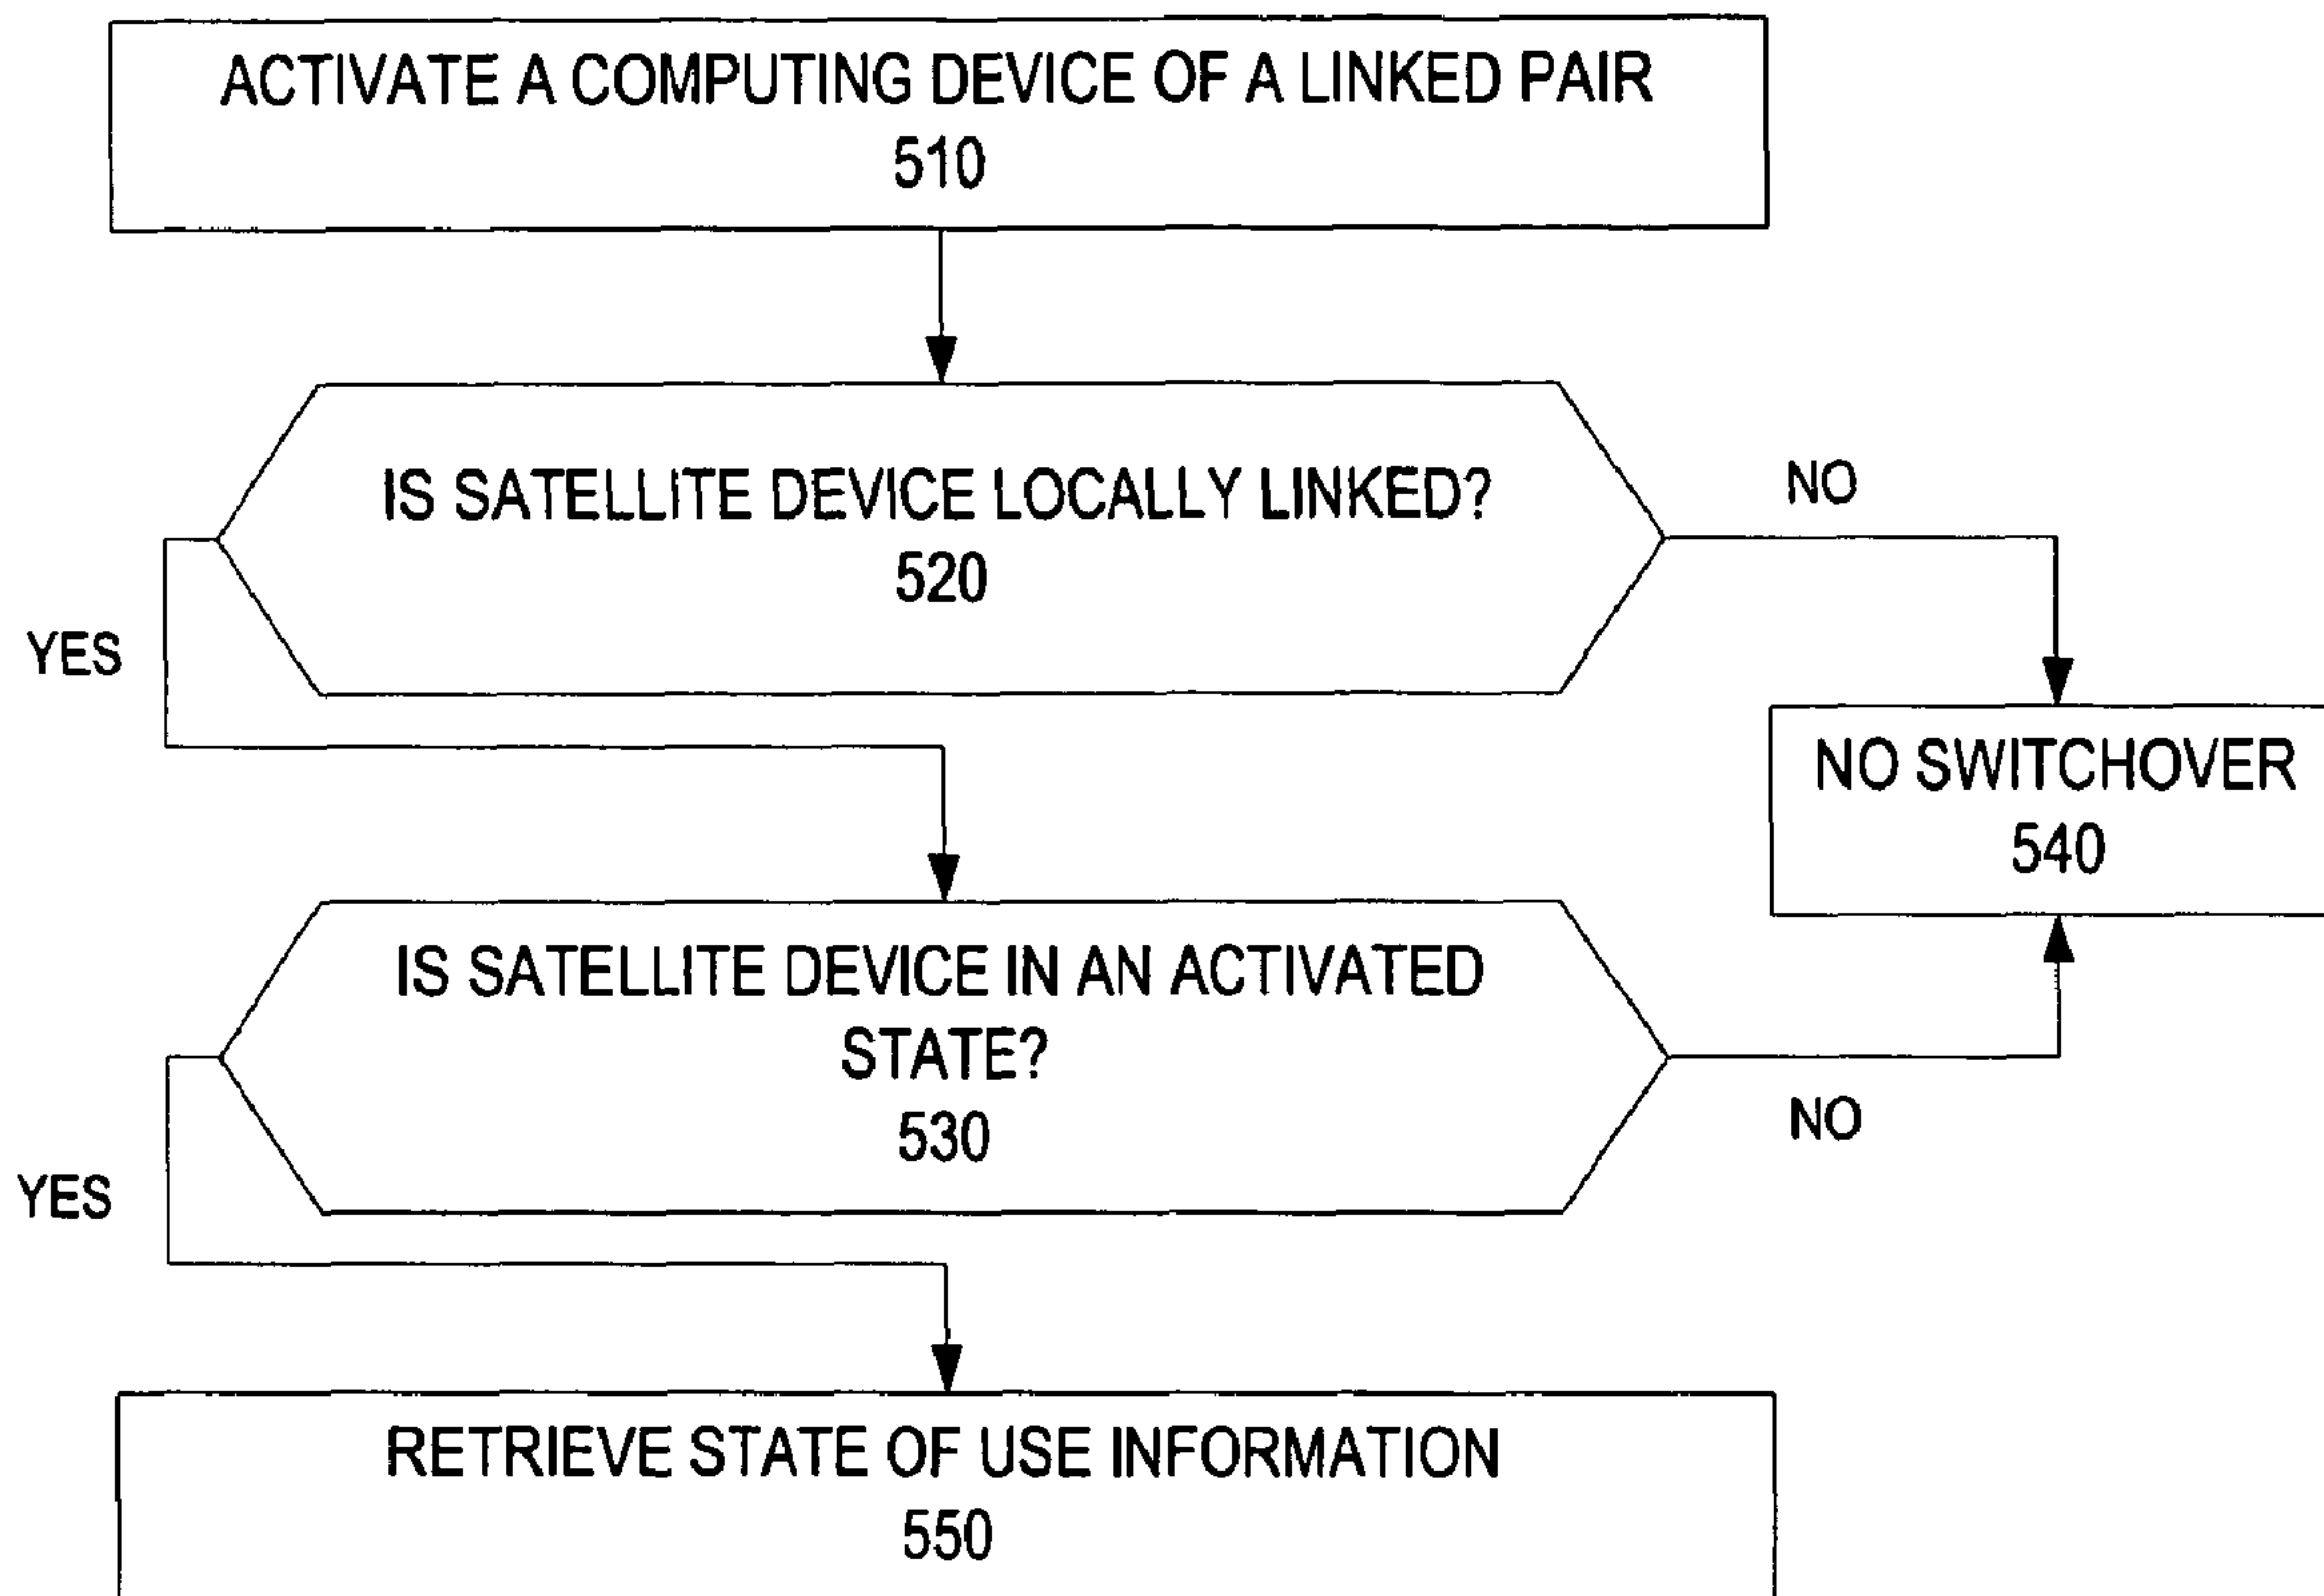 ACTIVATE A COMPUTING DEVICE OF A LINKED PAIR
510
IS SATELLITE DEVICE LOCALLY LINKED?
520
NO
YES
NO SWITCHOVER
540
IS SATELLITE DEVICE IN AN ACTIVATED
STATE?
530
NO
YES
RETRIEVE STATE OF USE INFORMATION
550